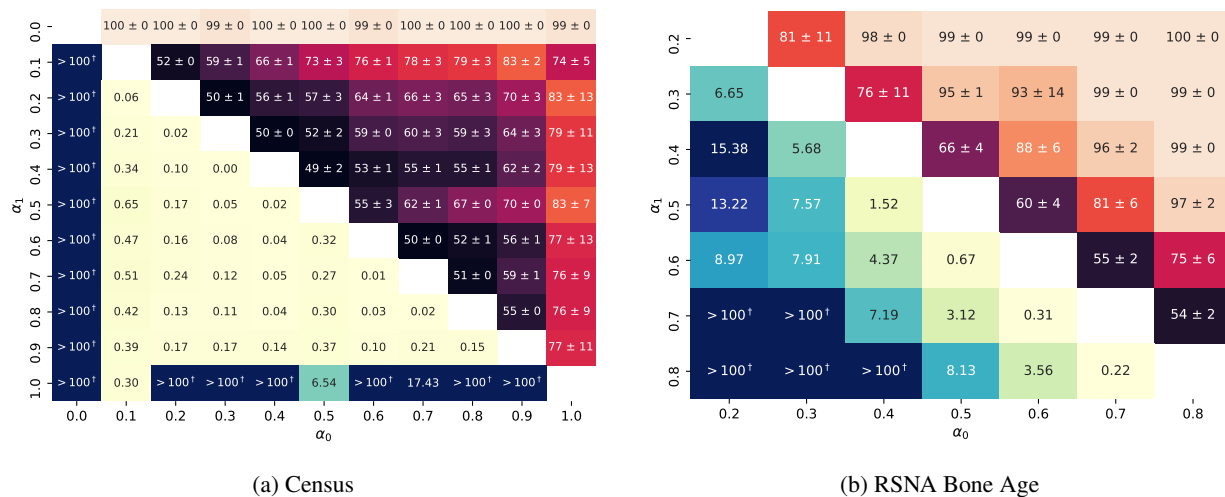 0.0 100 ± 0 100 ± 0 99 ± 0 100 ± 0 100 ± 0 99 ± 0 100 ± 0 100 ± 0 100 ± 0 99 ± 0
0.1 > 100† 52 ± 0 59 ± 1 66 ± 1 73 ± 3 76 ± 1 78 ± 3 79 ± 3 83 ± 2 74 ± 5
0.2 > 100† 0.06 50 ± 1 56 ± 1 57 ± 3 64 ± 1 66 ± 3 65 ± 3 70 ± 3 83 ± 13
0.3 > 100† 0.21 0.02 50 ± 0 52 ± 2 59 ± 0 60 ± 3 59 ± 3 64 ± 3 79 ± 11
0.4 > 100† 0.34 0.10 0.00 49 ± 2 53 ± 1 55 ± 1 55 ± 1 62 ± 2 79 ± 13
α1
0.5 > 100† 0.65 0.17 0.05 0.02 55 ± 3 62 ± 1 67 ± 0 70 ± 0 83 ± 7
0.6 > 100† 0.47 0.16 0.08 0.04 0.32 50 ± 0 52 ± 1 56 ± 1 77 ± 13
0.7 > 100† 0.51 0.24 0.12 0.05 0.27 0.01 51 ± 0 59 ± 1 76 ± 9
0.8 > 100† 0.42 0.13 0.11 0.04 0.30 0.03 0.02 55 ± 0 76 ± 9
0.9 > 100† 0.39 0.17 0.17 0.14 0.37 0.10 0.21 0.15 77 ± 11
1.0 > 100† 0.30 > 100† > 100† > 100† 6.54 > 100† 17.43 > 100† > 100†
0.0 0.1 0.2 0.3 0.4 0.5 0.6 0.7 0.8 0.9 1.0
α0
(a) Census
0.2 81 ± 11 98 ± 0 99 ± 0 99 ± 0 99 ± 0 100 ± 0
0.3 6.65 76 ± 11 95 ± 1 93 ± 14 99 ± 0 99 ± 0
0.4 15.38 5.68 66 ± 4 88 ± 6 96 ± 2 99 ± 0
α1
0.5 13.22 7.57 1.52 60 ± 4 81 ± 6 97 ± 2
0.6 8.97 7.91 4.37 0.67 55 ± 2 75 ± 6
0.7 > 100† > 100† 7.19 3.12 0.31 54 ± 2
0.8 > 100† > 100† > 100† 8.13 3.56 0.22
0.2 0.3 0.4 0.5 0.6 0.7 0.8
α0
(b) RSNA Bone Age